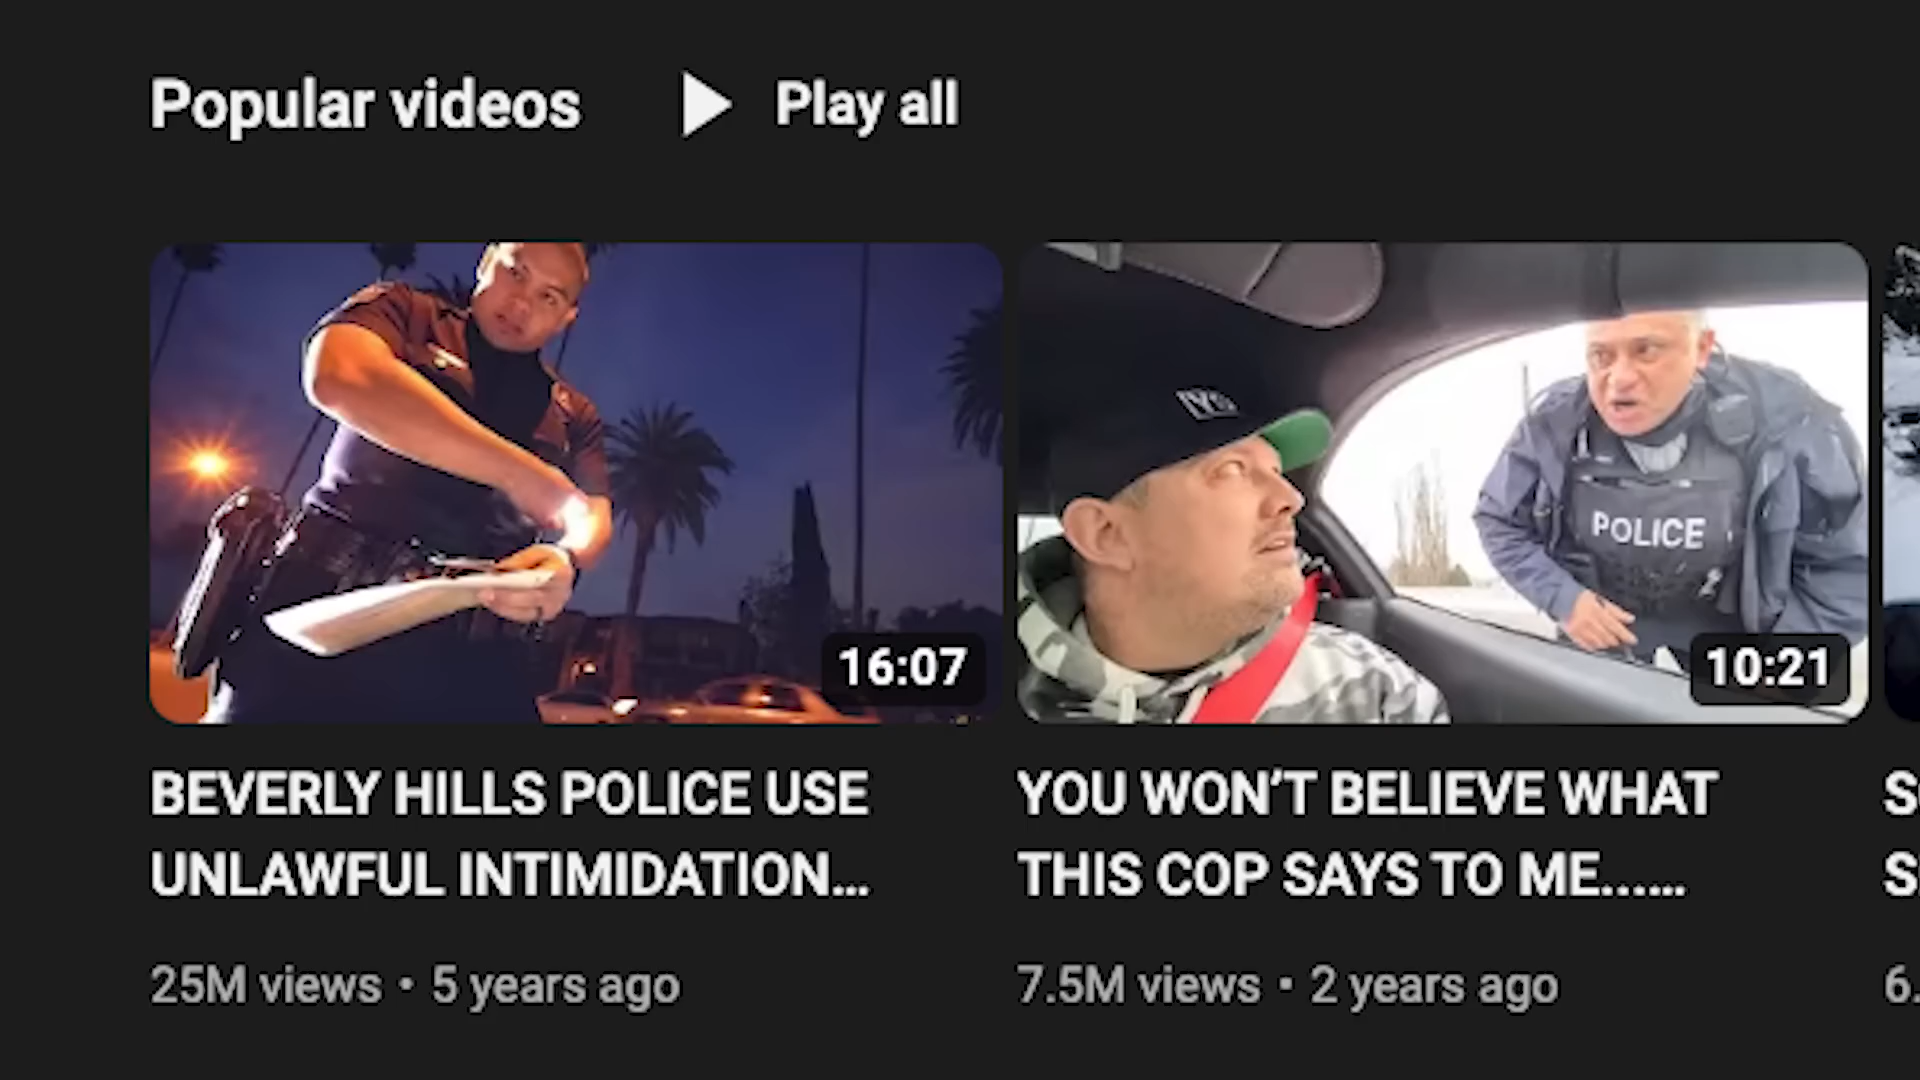 Popular videos
Play all
POLICE
16:07
10:21
BEVERLY HILLS POLICE USE
UNLAWFUL INTIMIDATION...
YOU WON'T BELIEVE WHAT
THIS COP SAYS TO ME......
25M views • 5 years ago
7.5M views • 2 years ago